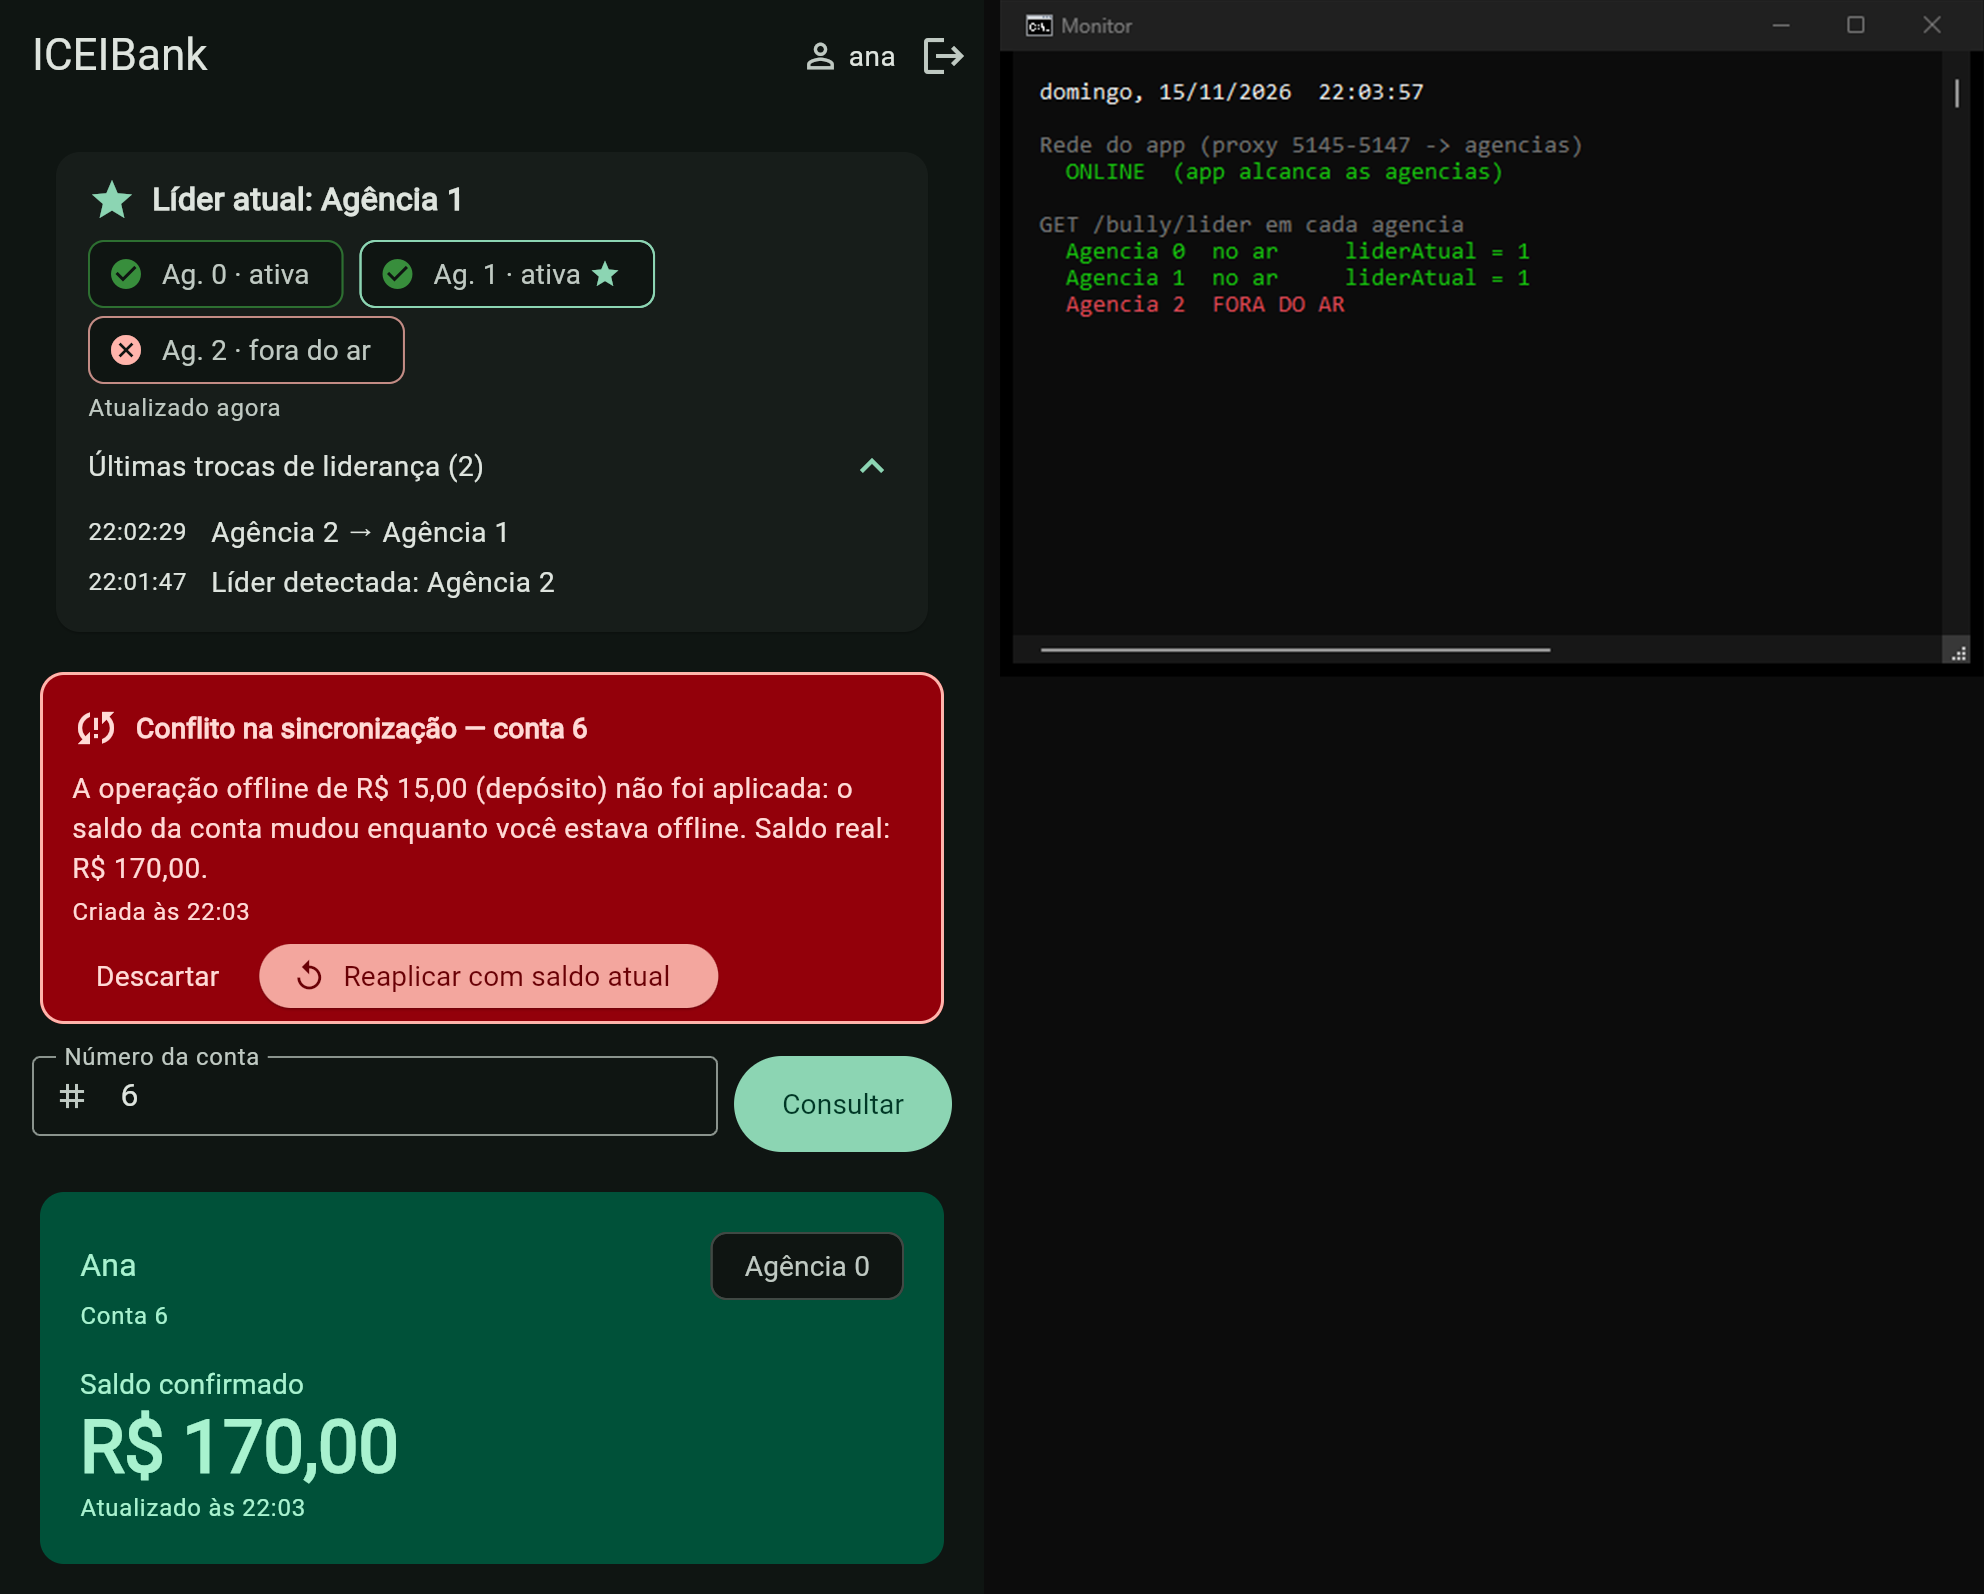 ICEIBank
ana
Líder atual: Agência 1
Ag. 0 · ativa
Ag. 1 · ativa
Ag. 2 · fora do ar
Atualizado agora
Últimas trocas de liderança (2)
22:02:29 Agência 2 → Agência 1
22:01:47 Líder detectada: Agência 2
Conflito na sincronização — conta 6
A operação offline de R$ 15,00 (depósito) não foi aplicada: o
saldo da conta mudou enquanto você estava offline. Saldo real:
R$ 170,00.
Criada às 22:03
Descartar
Reaplicar com saldo atual
Número da conta
# 6
Consultar
Ana
Agência 0
Conta 6
Saldo confirmado
R$ 170,00
Atualizado às 22:03
C:\. Monitor
domingo, 15/11/2026 22:03:57
Rede do app (proxy 5145-5147 -> agencias)
ONLINE (app alcanca as agencias)
GET /bully/lider em cada agencia
Agencia 0 no ar liderAtual = 1
Agencia 1 no ar liderAtual = 1
Agencia 2 FORA DO AR